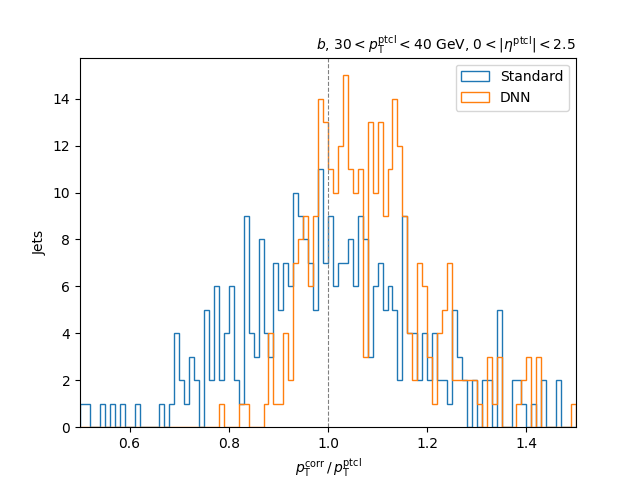 b, 30 < p_T^ptcl < 40 GeV, 0 < |η^ptcl| < 2.5
Standard
DNN
14
12
10
8
6
4
2
0
Jets
0.6 0.8 1.0 1.2 1.4
p_T^corr / p_T^ptcl